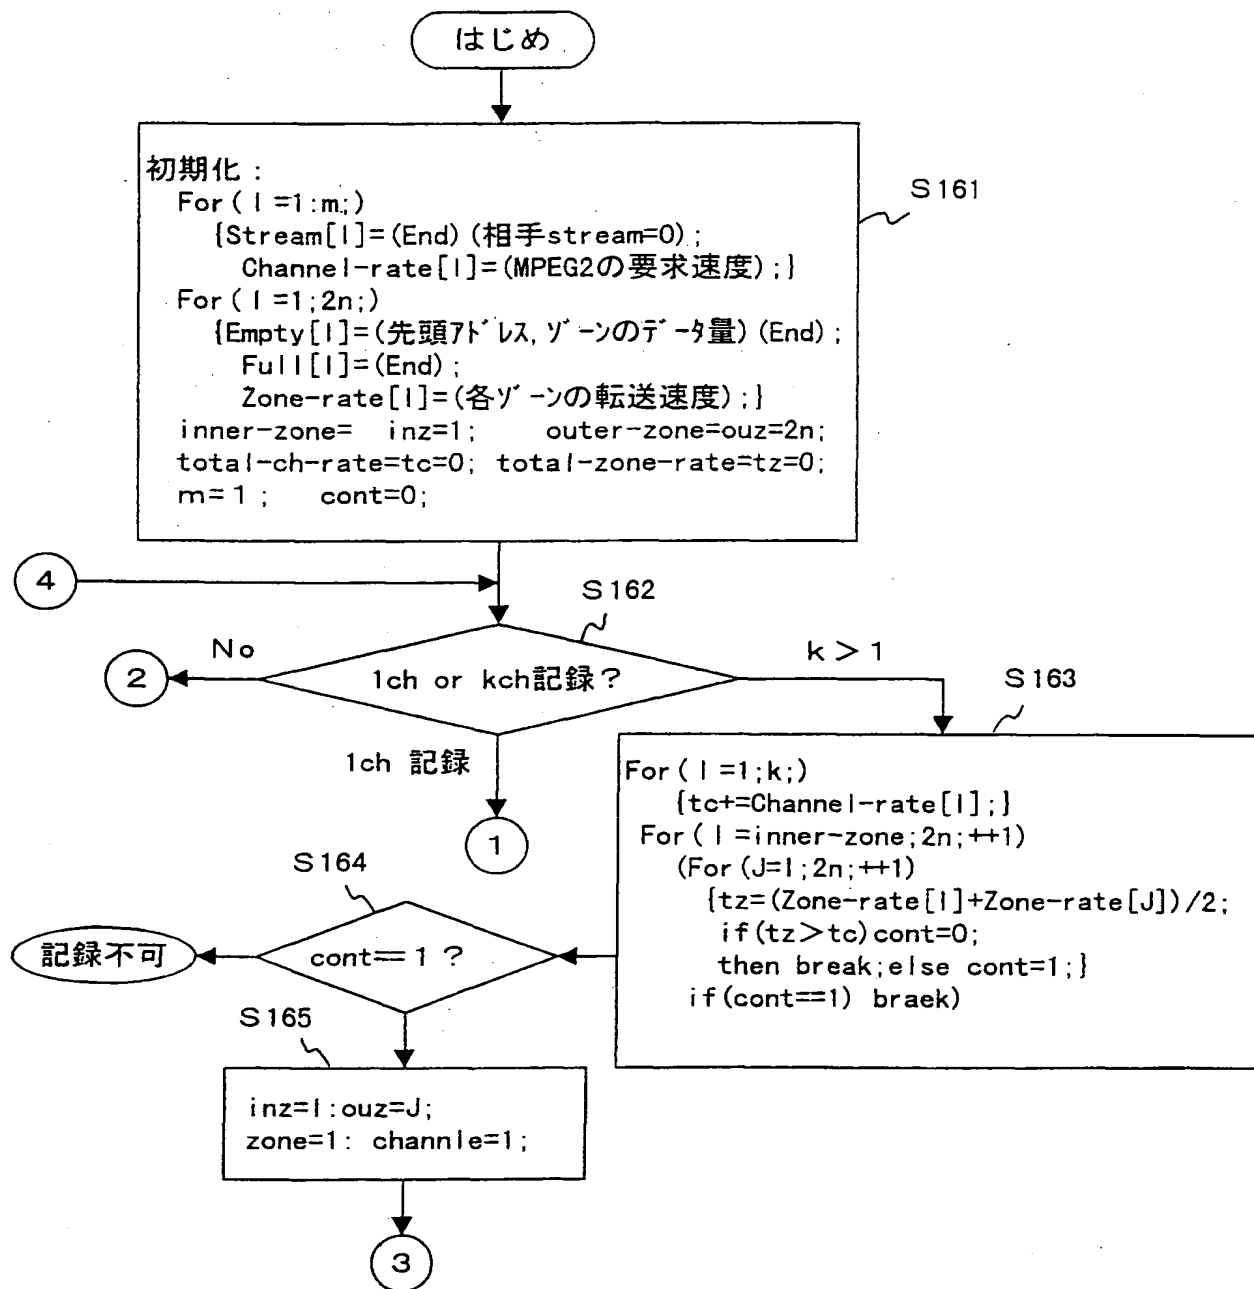 はじめ
初期化:
For(I=1:m;)
{Stream[I]=(End)(相手stream=0);
Channel-rate[I]=(MPEG2の要求速度);}
For(I=1;2n;)
{Empty[I]=(先頭アドレス,ゾーンのデータ量)(End);
Full[I]=(End);
Zone-rate[I]=(各ゾーンの転送速度);}
inner-zone= inz=1; outer-zone=ouz=2n;
total-ch-rate=tc=0; total-zone-rate=tz=0;
m=1; cont=0;
S161
4
S162
No
2
1ch or kch記録?
k>1
1ch 記録
1
S163
For(I=1;k;)
{tc+=Channel-rate[I];}
For(I=inner-zone;2n;++1)
(For(J=I;2n;++1)
{tz=(Zone-rate[I]+Zone-rate[J])/2;
if(tz>tc)cont=0;
then break;else cont=1;}
if(cont==1) braek)
S164
記録不可
cont==1?
S165
inz=I:ouz=J;
zone=1: channle=1;
3